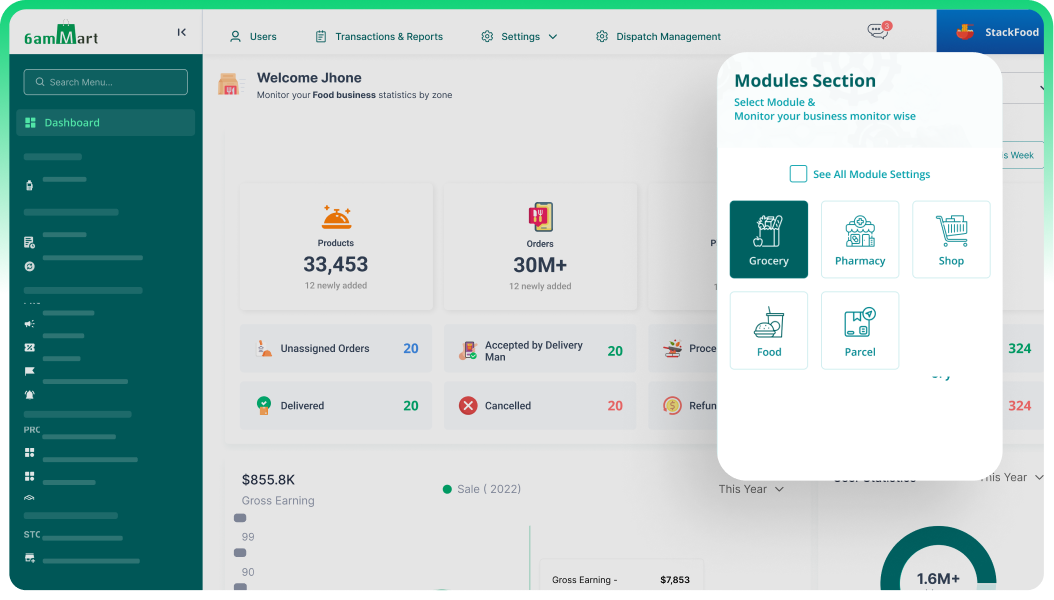 6amMart
Users
Transactions & Reports
Settings
Dispatch Management
3
StackFood
Search Menu...
Dashboard
PRO
STO
Welcome Jhone
Monitor your Food business statistics by zone
s Week
Products
33,453
12 newly added
Orders
30M+
12 newly added
P
1
Unassigned Orders
20
Accepted by Delivery
Man
20
Proce
324
Delivered
20
Cancelled
20
Refun
324
Modules Section
Select Module &
Monitor your business monitor wise
See All Module Settings
Grocery
Pharmacy
Shop
Food
Parcel
$855.8K
Gross Earning
Sale ( 2022)
This Year
99
90
Gross Earning -
$7,853
User Statistics
This Year
1.6M+